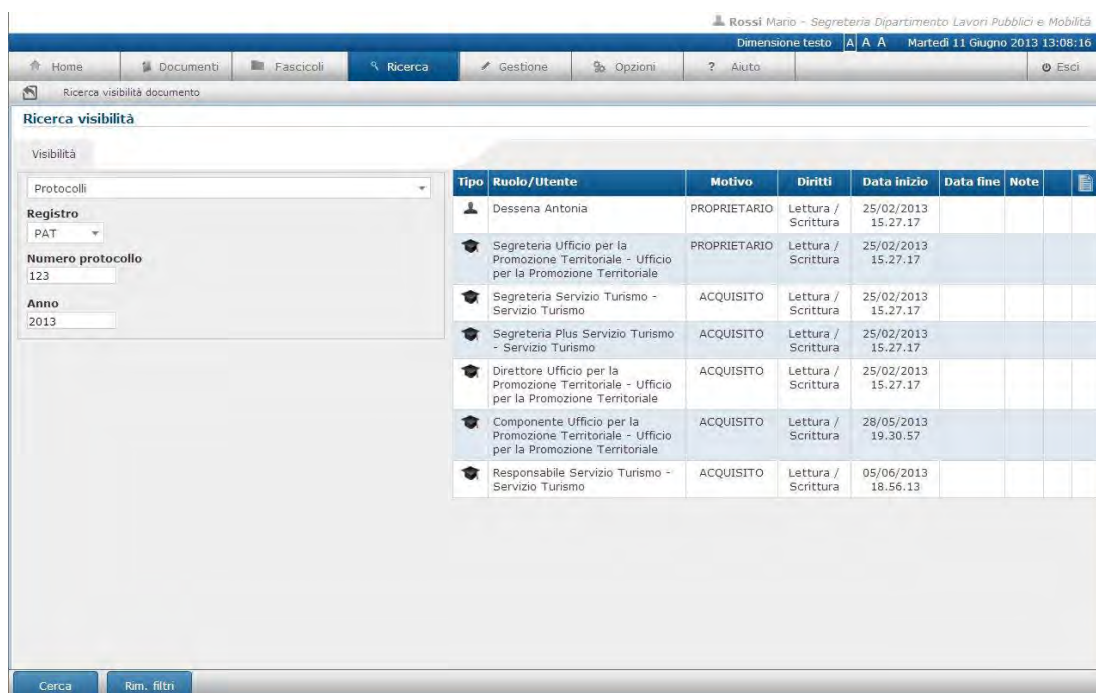 Rossi Mario - Segreteria Dipartimento Lavori Pubblici e Mobilità
Dimensione testo A A A Martedì 11 Giugno 2013 13:08:16
Home Documenti Fascicoli Ricerca Gestione Opzioni ? Aiuto Esci
Ricerca visibilità documento
Ricerca visibilità
Visibilità
Protocolli
Registro
PAT
Numero protocollo
123
Anno
2013
Tipo Ruolo/Utente Motivo Diritti Data inizio Data fine Note
Dessena Antonia PROPRIETARIO Lettura / 25/02/2013
Scrittura 15.27.17
Segreteria Ufficio per la PROPRIETARIO Lettura / 25/02/2013
Promozione Territoriale - Ufficio Scrittura 15.27.17
per la Promozione Territoriale
Segreteria Servizio Turismo - ACQUISITO Lettura / 25/02/2013
Servizio Turismo Scrittura 15.27.17
Segreteria Plus Servizio Turismo ACQUISITO Lettura / 25/02/2013
- Servizio Turismo Scrittura 15.27.17
Direttore Ufficio per la ACQUISITO Lettura / 25/02/2013
Promozione Territoriale - Ufficio Scrittura 15.27.17
per la Promozione Territoriale
Componente Ufficio per la ACQUISITO Lettura / 28/05/2013
Promozione Territoriale - Ufficio Scrittura 19.30.57
per la Promozione Territoriale
Responsabile Servizio Turismo - ACQUISITO Lettura / 05/06/2013
Servizio Turismo Scrittura 18.56.13
Cerca Rim. filtri